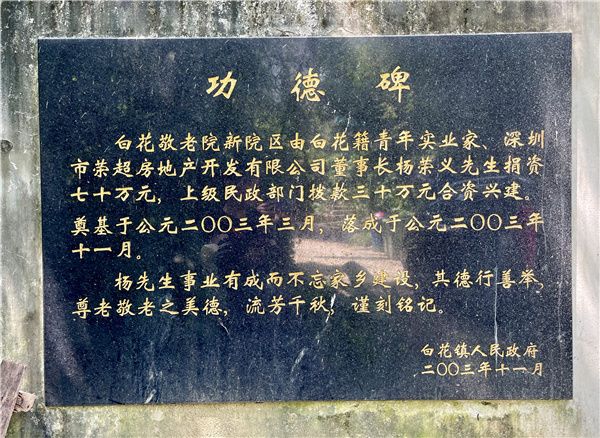 功德碑
白花敬老院新院区由白花籍青年实业家、深圳
市荣超房地产开发有限公司董事长杨荣义先生捐资
七十万元，上级民政部门拨款三十万元合资兴建。
奠基于公元二〇〇三年三月，落成于公元二〇〇三年
十一月。
杨先生事业有成而不忘家乡建设，其德行善举，
尊老敬老之美德，流芳千秋，谨刻铭记。
白花镇人民政府
二〇〇三年十一月